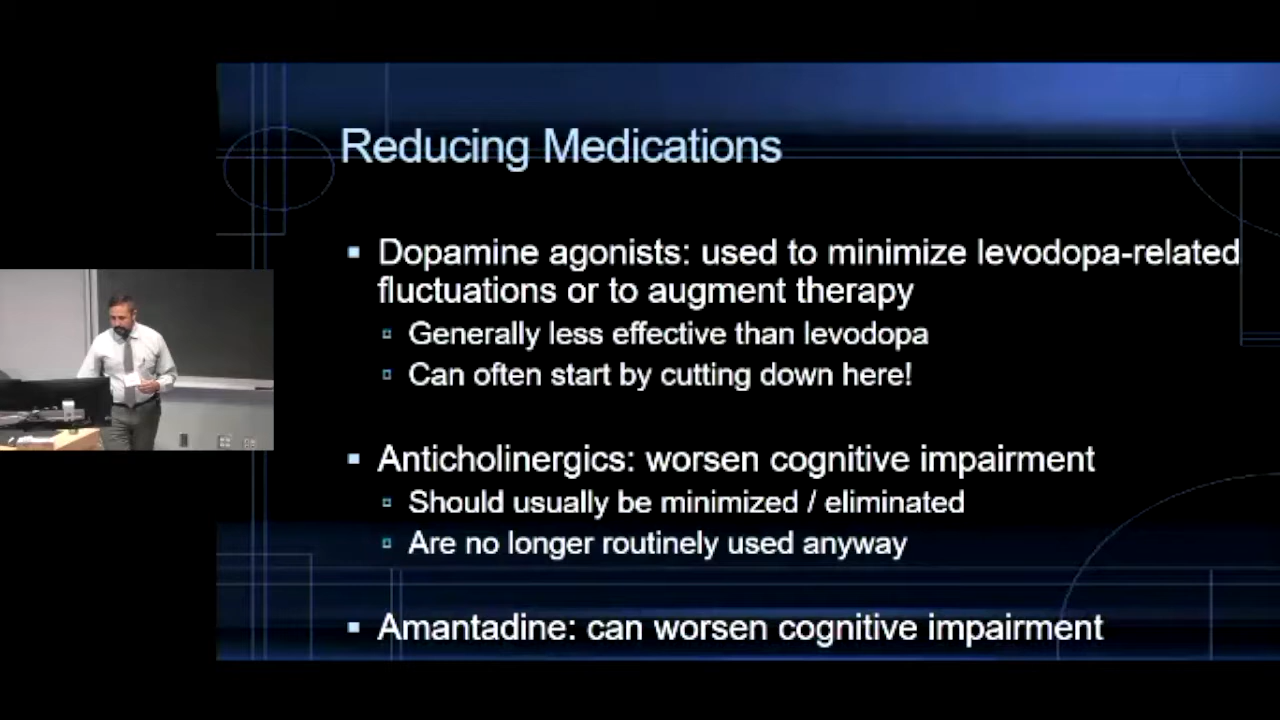 Reducing Medications
Dopamine agonists: used to minimize levodopa-related
fluctuations or to augment therapy
Generally less effective than levodopa
Can often start by cutting down here!
Anticholinergics: worsen cognitive impairment
Should usually be minimized / eliminated
Are no longer routinely used anyway
Amantadine: can worsen cognitive impairment